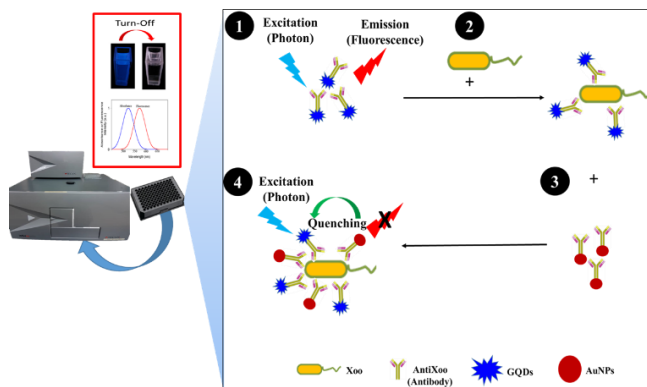 Turn-Off
1
Excitation
(Photon)
Emission
(Fluorescence)
2
+
3
+
4
Excitation
(Photon)
Quenching
X
Xoo
AntiXoo
(Antibody)
GQDs
AuNPs